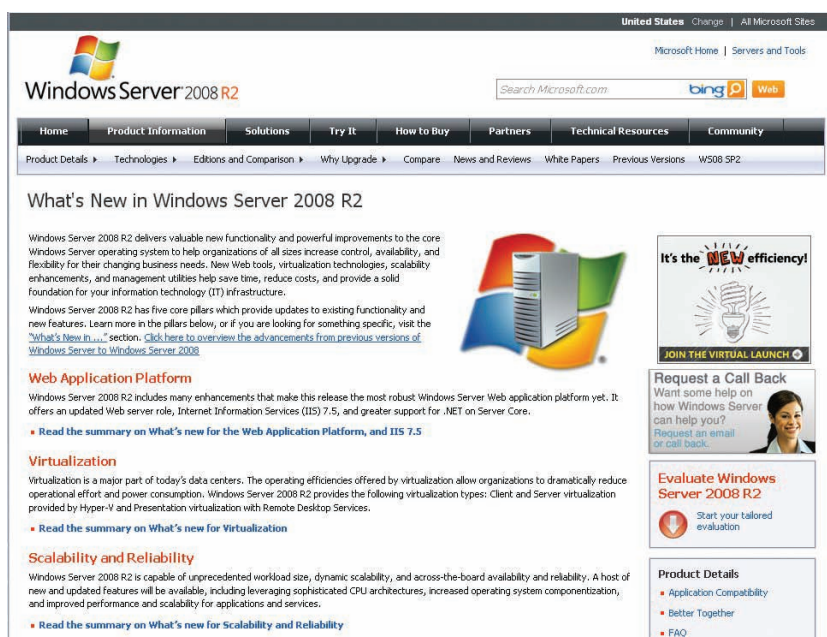 United States Change | All Microsoft Sites
Microsoft Home | Servers and Tools
Windows Server 2008 R2
Search Microsoft.com bing Web
Home Product Information Solutions Try It How to Buy Partners Technical Resources Community
Product Details Technologies Editions and Comparison Why Upgrade Compare News and Reviews White Papers Previous Versions WS08 SP2
What's New in Windows Server 2008 R2
Windows Server 2008 R2 delivers valuable new functionality and powerful improvements to the core
Windows Server operating system to help organizations of all sizes increase control, availability, and
flexibility for their changing business needs. New Web tools, virtualization technologies, scalability
enhancements, and management utilities help save time, reduce costs, and provide a solid
foundation for your information technology (IT) infrastructure.
Windows Server 2008 R2 has five core pillars which provide updates to existing functionality and
new features. Learn more in the pillars below, or if you are looking for something specific, visit the
"What's New in ..." section. Click here to overview the advancements from previous versions of
Windows Server to Windows Server 2008
Web Application Platform
Windows Server 2008 R2 includes many enhancements that make this release the most robust Windows Server Web application platform yet. It
offers an updated Web server role, Internet Information Services (IIS) 7.5, and greater support for .NET on Server Core.
Read the summary on What's new for the Web Application Platform, and IIS 7.5
Virtualization
Virtualization is a major part of today's data centers. The operating efficiencies offered by virtualization allow organizations to dramatically reduce
operational effort and power consumption. Windows Server 2008 R2 provides the following virtualization types: Client and Server virtualization
provided by Hyper-V and Presentation virtualization with Remote Desktop Services.
Read the summary on What's new for Virtualization
Scalability and Reliability
Windows Server 2008 R2 is capable of unprecedented workload size, dynamic scalability, and across-the-board availability and reliability. A host of
new and updated features will be available, including leveraging sophisticated CPU architectures, increased operating system componentization,
and improved performance and scalability for applications and services.
Read the summary on What's new for Scalability and Reliability
It's the NEW efficiency!
JOIN THE VIRTUAL LAUNCH
Request a Call Back
Want some help on
how Windows Server
can help you?
Request an email
or call back.
Evaluate Windows
Server 2008 R2
Start your tailored
evaluation
Product Details
Application Compatibility
Better Together
FAQ